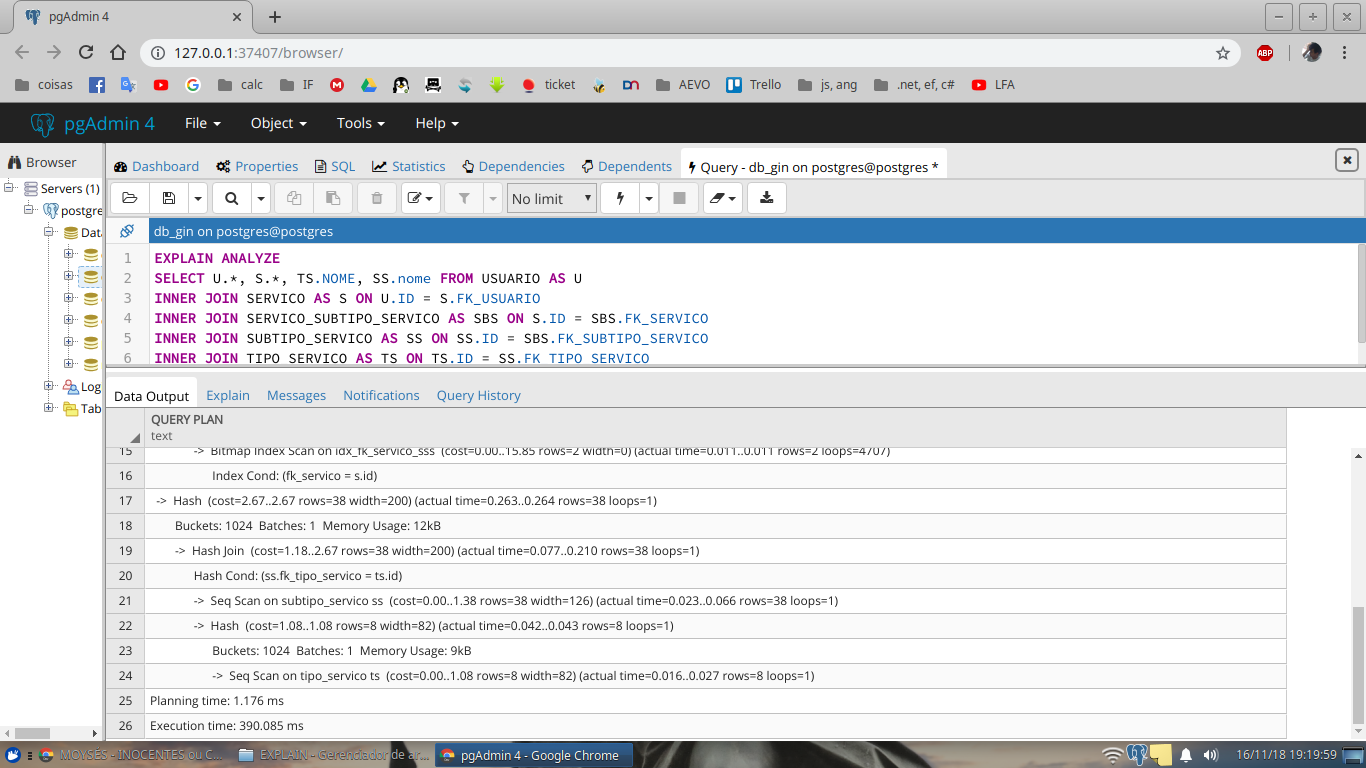 pgAdmin 4
127.0.0.1:37407/browser/
ABP
coisas calc IF ticket AEVO Trello js, ang .net, ef, c# LFA
pgAdmin 4 File Object Tools Help
Browser
Dashboard Properties SQL Statistics Dependencies Dependents Query - db_gin on postgres@postgres *
Servers (1)
postgre
Data
Log
Tab
No limit
db_gin on postgres@postgres
1 EXPLAIN ANALYZE
2 SELECT U.*, S.*, TS.NOME, SS.nome FROM USUARIO AS U
3 INNER JOIN SERVICO AS S ON U.ID = S.FK_USUARIO
4 INNER JOIN SERVICO_SUBTIPO_SERVICO AS SBS ON S.ID = SBS.FK_SERVICO
5 INNER JOIN SUBTIPO_SERVICO AS SS ON SS.ID = SBS.FK_SUBTIPO_SERVICO
6 INNER JOIN TIPO_SERVICO AS TS ON TS.ID = SS.FK_TIPO_SERVICO
Data Output Explain Messages Notifications Query History
QUERY PLAN
text
15 -> Bitmap Index Scan on idx_fk_servico_sss (cost=0.00..15.85 rows=2 width=0) (actual time=0.011..0.011 rows=2 loops=4707)
16 Index Cond: (fk_servico = s.id)
17 -> Hash (cost=2.67..2.67 rows=38 width=200) (actual time=0.263..0.264 rows=38 loops=1)
18 Buckets: 1024 Batches: 1 Memory Usage: 12kB
19 -> Hash Join (cost=1.18..2.67 rows=38 width=200) (actual time=0.077..0.210 rows=38 loops=1)
20 Hash Cond: (ss.fk_tipo_servico = ts.id)
21 -> Seq Scan on subtipo_servico ss (cost=0.00..1.38 rows=38 width=126) (actual time=0.023..0.066 rows=38 loops=1)
22 -> Hash (cost=1.08..1.08 rows=8 width=82) (actual time=0.042..0.043 rows=8 loops=1)
23 Buckets: 1024 Batches: 1 Memory Usage: 9kB
24 -> Seq Scan on tipo_servico ts (cost=0.00..1.08 rows=8 width=82) (actual time=0.016..0.027 rows=8 loops=1)
25 Planning time: 1.176 ms
26 Execution time: 390.085 ms
MOYSÉS - INOCENTES ou C... EXPLAIN - Gerenciador de ar... pgAdmin 4 - Google Chrome 16/11/18 19:19:59